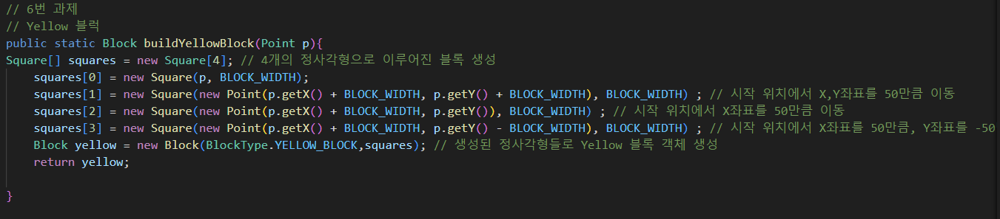 // 6번 과제
// Yellow 블럭
public static Block buildYellowBlock(Point p){
Square[] squares = new Square[4]; // 4개의 정사각형으로 이루어진 블록 생성
squares[0] = new Square(p, BLOCK_WIDTH);
squares[1] = new Square(new Point(p.getX() + BLOCK_WIDTH, p.getY() + BLOCK_WIDTH), BLOCK_WIDTH) ; // 시작 위치에서 X,Y좌표를 50만큼 이동
squares[2] = new Square(new Point(p.getX() + BLOCK_WIDTH, p.getY()), BLOCK_WIDTH) ; // 시작 위치에서 X좌표를 50만큼 이동
squares[3] = new Square(new Point(p.getX() + BLOCK_WIDTH, p.getY() - BLOCK_WIDTH), BLOCK_WIDTH) ; // 시작 위치에서 X좌표를 50만큼, Y좌표를 -50
Block yellow = new Block(BlockType.YELLOW_BLOCK,squares); // 생성된 정사각형들로 Yellow 블록 객체 생성
return yellow;
}